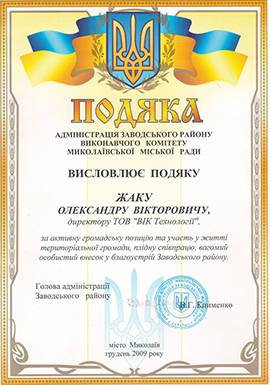 ПОДЯКА
АДМІНІСТРАЦІЯ ЗАВОДСЬКОГО РАЙОНУ
ВИКОНАВЧОГО КОМІТЕТУ
МИКОЛАЇВСЬКОЇ МІСЬКОЇ РАДИ
ВИСЛОВЛЮЄ ПОДЯКУ
ЖАКУ
ОЛЕКСАНДРУ ВІКТОРОВИЧУ,
директору ТОВ "ВІК Технології",
за активну громадську позицію та участь у житті
територіальної громади, плідну співпрацю, вагомий
особистий внесок у благоустрій Заводського району.
Голова адміністрації
Заводського району
В.Г. Клименко
місто Миколаїв
грудень 2009 року